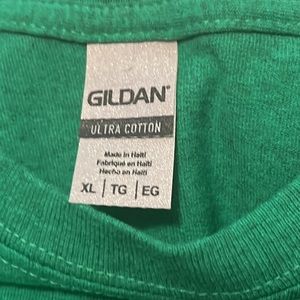 GILDAN®
ULTRA COTTON
Made in Haiti
Fabriqué en Haïti
Hecho en Haití
XL | TG | EG